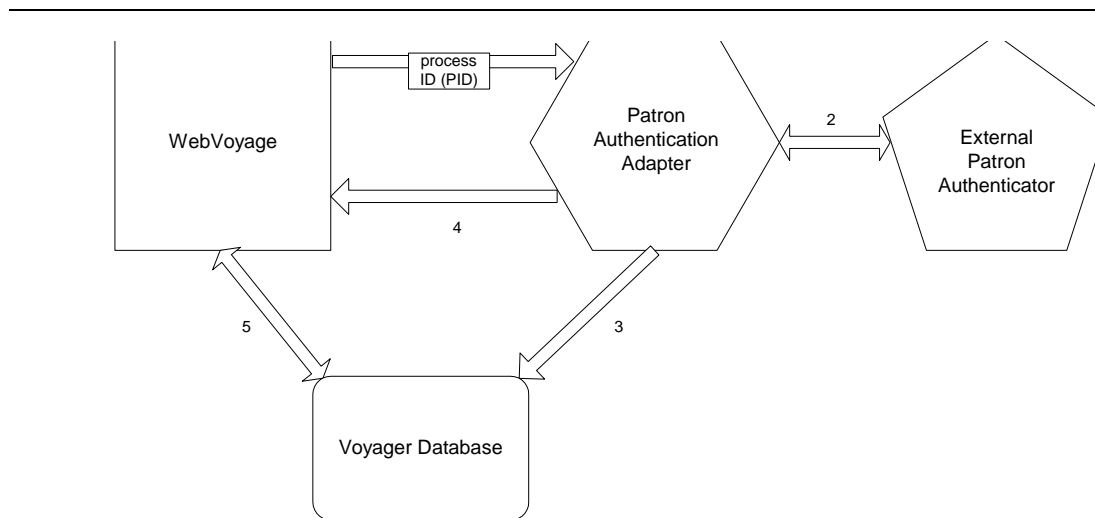 process
ID (PID)
WebVoyage
Patron
Authentication
Adapter
2
External
Patron
Authenticator
4
5
3
Voyager Database